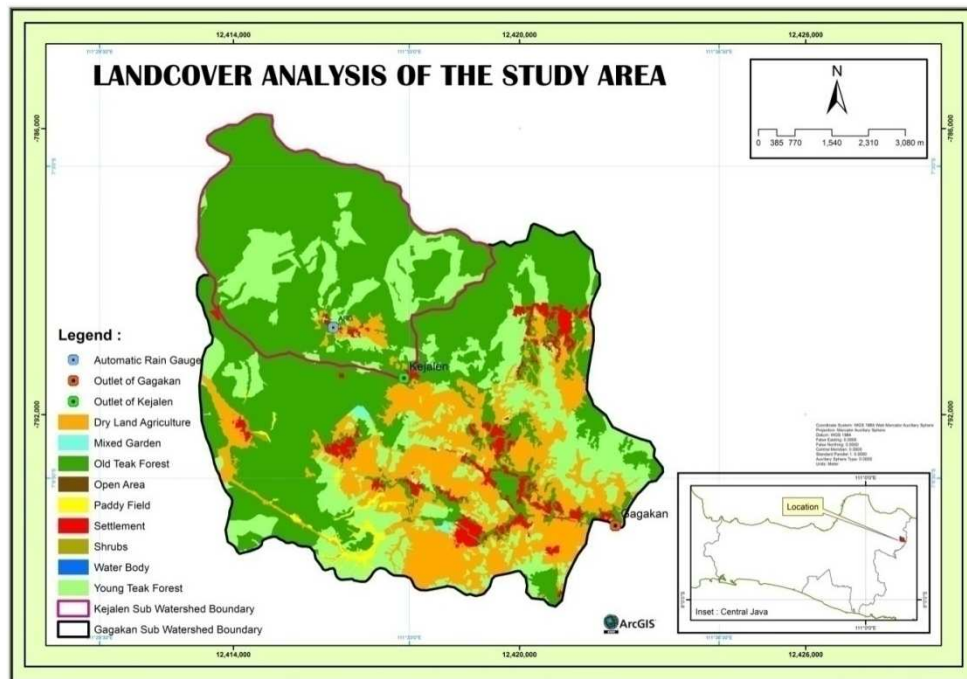 12,414,000
12,420,000
12,426,000
LANDCOVER ANALYSIS OF THE STUDY AREA
N
0 385 770 1,540 2,310 3,080 m
-786,000
-786,000
Legend :
Automatic Rain Gauge
Outlet of Gagakan
Outlet of Kejalen
Dry Land Agriculture
Mixed Garden
Old Teak Forest
Open Area
Paddy Field
Settlement
Shrubs
Water Body
Young Teak Forest
Kejalen Sub Watershed Boundary
Gagakan Sub Watershed Boundary
Kejalen
Gagakan
-792,000
-792,000
Location
Inset : Central Java
ArcGIS
12,414,000
12,420,000
12,426,000